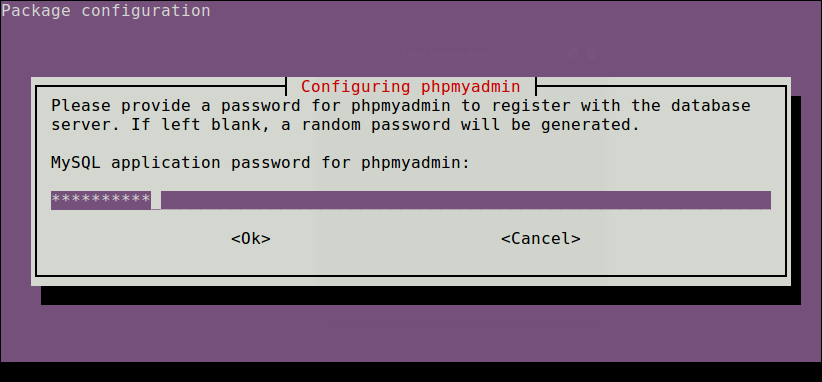 Package configuration
Configuring phpmyadmin
Please provide a password for phpmyadmin to register with the database
server. If left blank, a random password will be generated.
MySQL application password for phpmyadmin:
**********
<Ok> <Cancel>